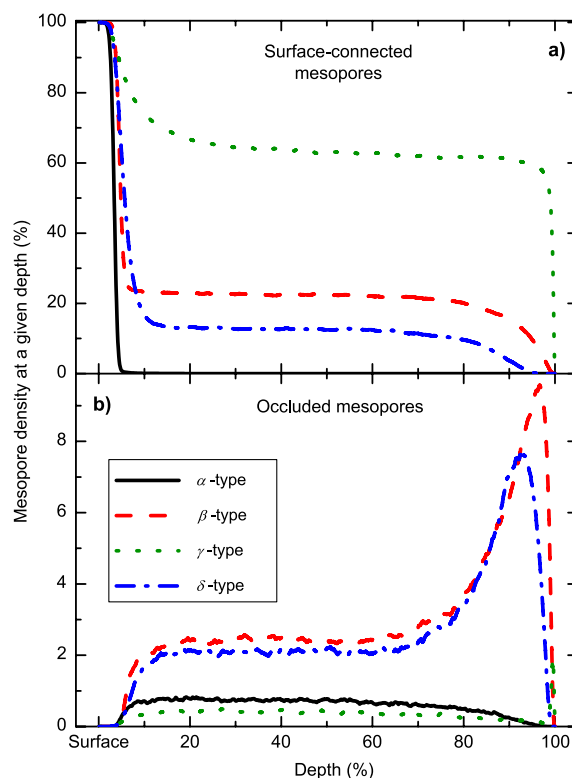 100
a)
Surface-connected
mesopores
80
60
40
20
0
Mesopore density at a given depth (%)
b)
Occluded mesopores
8
α-type
β-type
γ-type
δ-type
6
4
2
0
Surface 20 40 60 80 100
Depth (%)